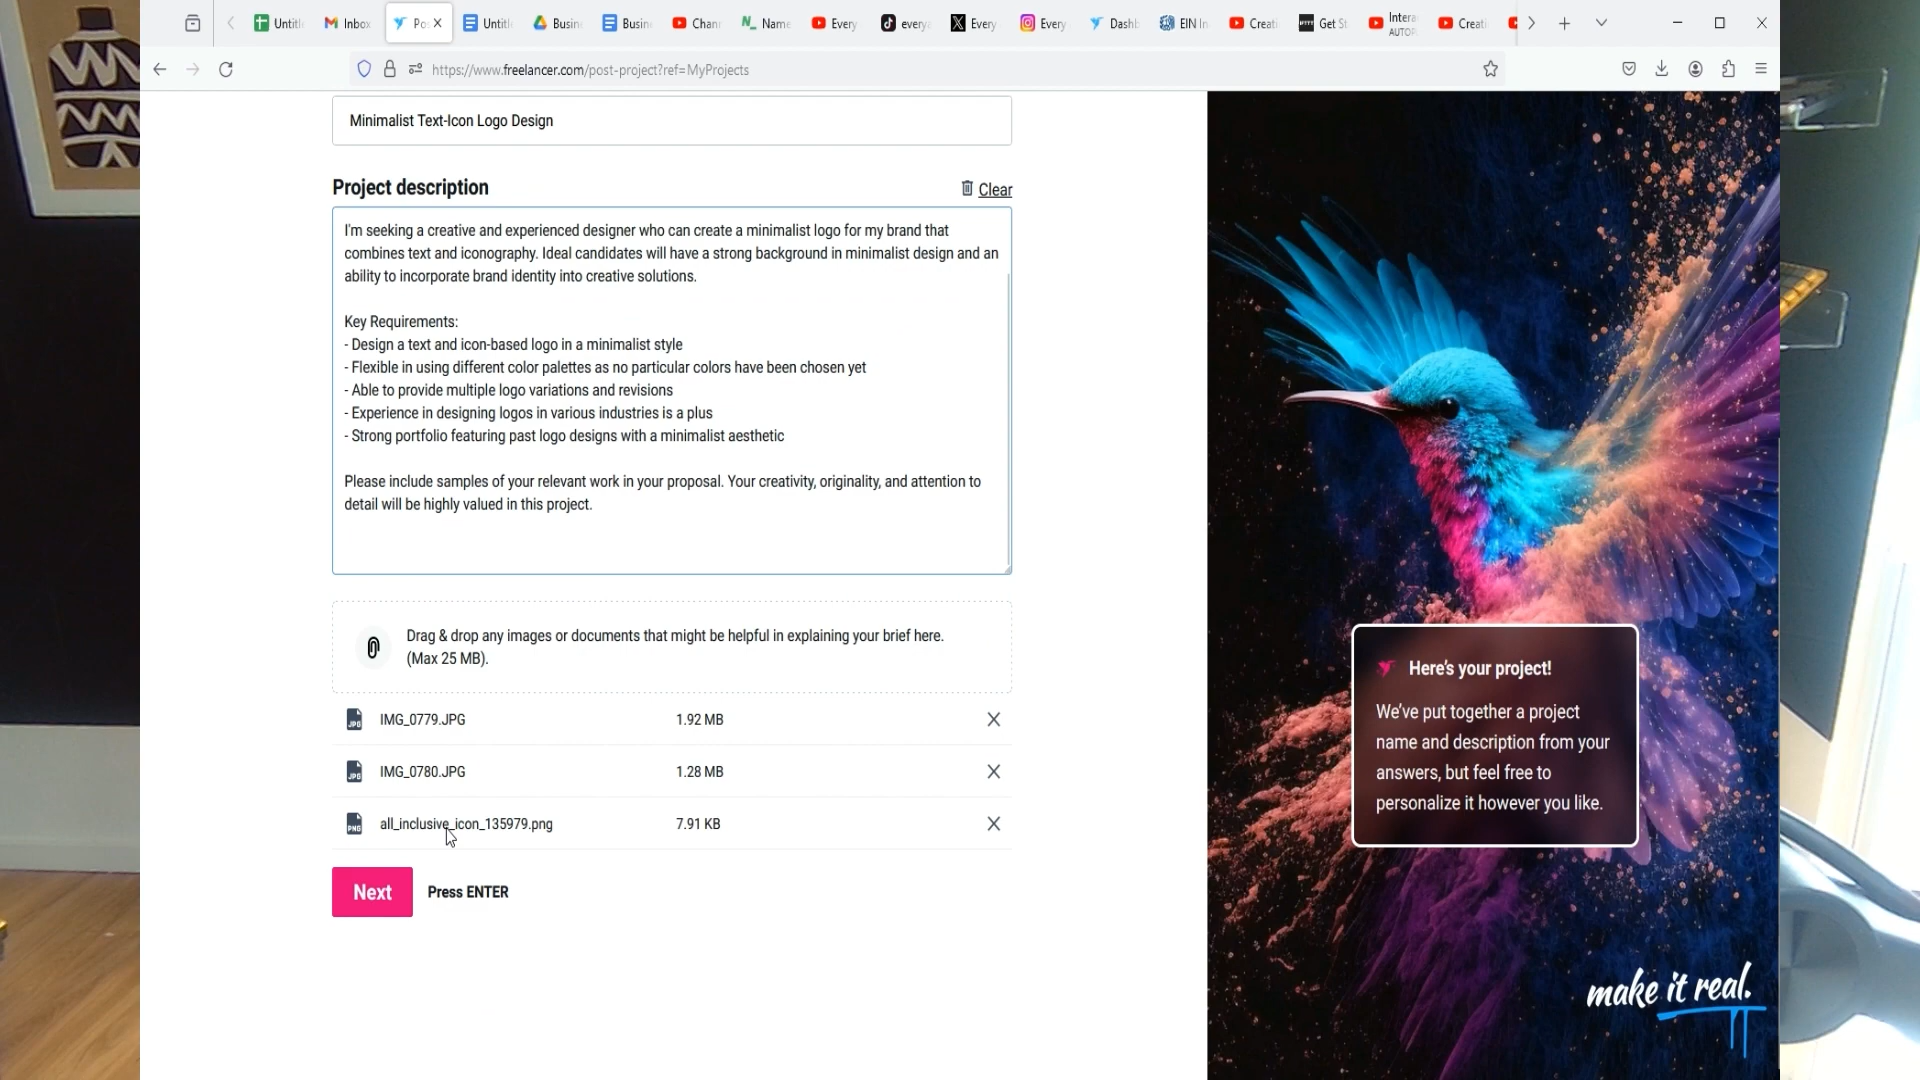 Untitl
Inbox
Po
Untitl
Busin
Busin
Chan
Name
Every
every
Every
Every
Dashb
EIN In
Creati
Get St
Intera
AUTOP
Creati
https://www.freelancer.com/post-project?ref=MyProjects
Minimalist Text-Icon Logo Design
Project description
Clear
I'm seeking a creative and experienced designer who can create a minimalist logo for my brand that
combines text and iconography. Ideal candidates will have a strong background in minimalist design and an
ability to incorporate brand identity into creative solutions.
Key Requirements:
- Design a text and icon-based logo in a minimalist style
- Flexible in using different color palettes as no particular colors have been chosen yet
- Able to provide multiple logo variations and revisions
- Experience in designing logos in various industries is a plus
- Strong portfolio featuring past logo designs with a minimalist aesthetic
Please include samples of your relevant work in your proposal. Your creativity, originality, and attention to
detail will be highly valued in this project.
Drag & drop any images or documents that might be helpful in explaining your brief here.
(Max 25 MB).
JPG IMG_0779.JPG 1.92 MB
JPG IMG_0780.JPG 1.28 MB
PNG all_inclusive_icon_135979.png 7.91 KB
Next Press ENTER
Here's your project!
We've put together a project
name and description from your
answers, but feel free to
personalize it however you like.
make it real.